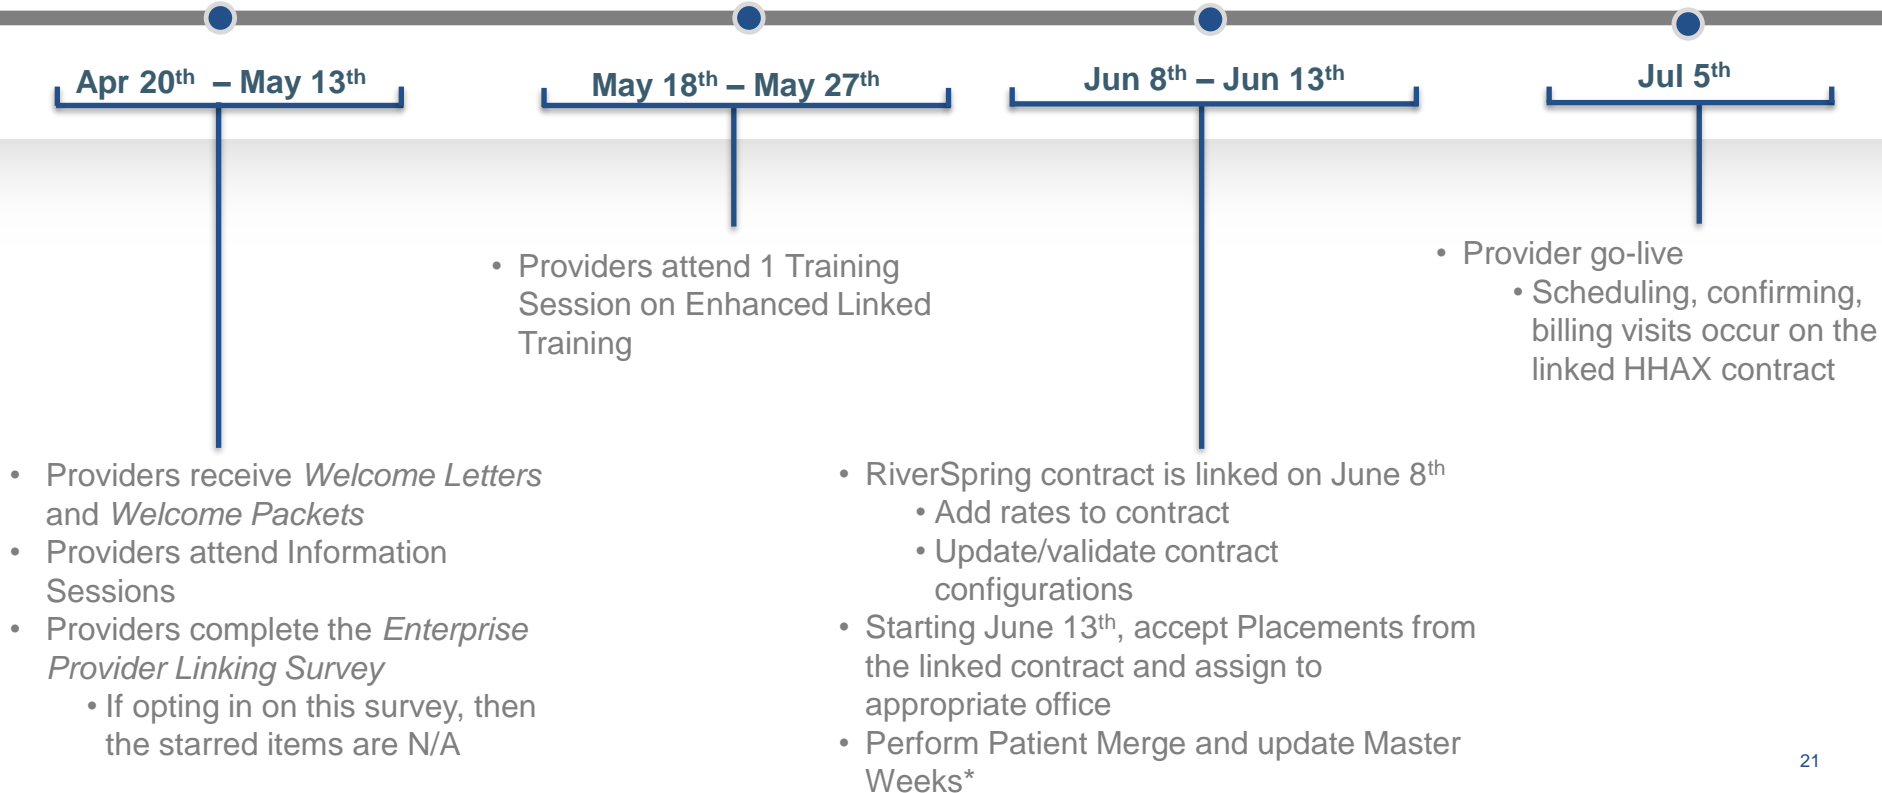 Apr 20th – May 13th
• Providers receive Welcome Letters
and Welcome Packets
• Providers attend Information
Sessions
• Providers complete the Enterprise
Provider Linking Survey
• If opting in on this survey, then
the starred items are N/A
May 18th – May 27th
• Providers attend 1 Training
Session on Enhanced Linked
Training
Jun 8th – Jun 13th
• RiverSpring contract is linked on June 8th
• Add rates to contract
• Update/validate contract
configurations
• Starting June 13th, accept Placements from
the linked contract and assign to
appropriate office
• Perform Patient Merge and update Master
Weeks*
Jul 5th
• Provider go-live
• Scheduling, confirming,
billing visits occur on the
linked HHAX contract
21